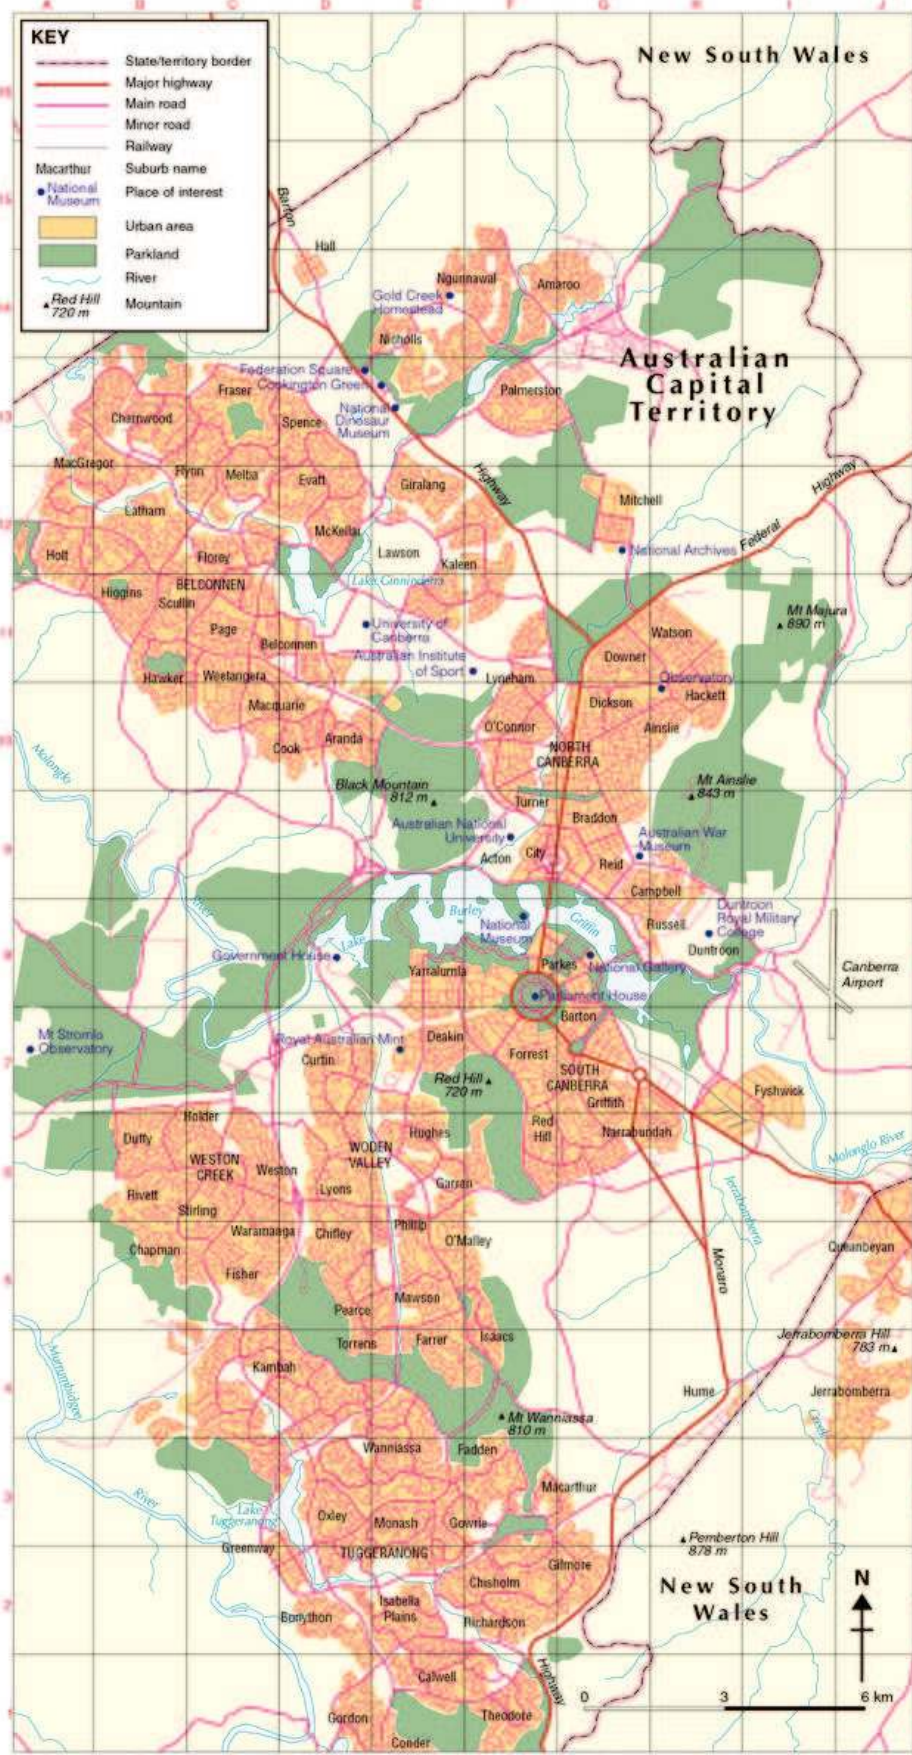 A B C D E F G H I J
KEY
State/territory border
Major highway
Main road
Minor road
Railway
Macarthur Suburb name
National
Museum
Place of interest
Urban area
Parkland
River
Red Hill
720 m
Mountain
New South Wales
Barton
Hall
Ngunnawal
Amaroo
Gold Creek
Homestead
Nicholls
Australian
Capital
Territory
Federation Square
Cockington Green
Fraser
Palmerston
Charnwood
Spence
National
Dinosaur
Museum
MacGregor
Flynn
Melba
Evatt
Giralang
Highway
Highway
Mitchell
Latham
McKellar
Federal
Holt
Florey
Lawson
Kaleen
National Archives
Higgins
BELCONNEN
Scullin
Lake Ginninderra
Mt Majura
890 m
Page
University of
Canberra
Watson
Belconnen
Australian Institute
of Sport
Downer
Hawker
Weetangera
Lyneham
Observatory
Macquarie
Dickson
Hackett
O'Connor
Ainslie
Cook
Aranda
NORTH
CANBERRA
Molonglo
Black Mountain
812 m
Mt Ainslie
843 m
Turner
Braddon
Australian National
University
Australian War
Museum
Acton
City
Reid
Campbell
River
Burley
Griffin
Duntroon
Royal Military
College
National
Museum
Russell
Lake
Duntroon
Government House
Yarralumla
Parkes
National Gallery
Canberra
Airport
Parliament House
Barton
Mt Stromlo
Observatory
Royal Australian Mint
Deakin
Curtin
Forrest
Red Hill
720 m
SOUTH
CANBERRA
Fyshwick
Griffith
Holder
Duffy
Hughes
Red
Hill
Narrabundah
WESTON
CREEK
Weston
WODEN
VALLEY
Molonglo River
Rivett
Lyons
Garran
Jerrabomberra
Stirling
Waramanga
Chifley
Phillip
O'Malley
Chapman
Queanbeyan
Fisher
Monaro
Mawson
Pearce
Torrens
Farrer
Isaacs
Jerrabomberra Hill
783 m
Kambah
Hume
Jerrabomberra
Murrumbidgee
Mt Wanniassa
810 m
Creek
Wanniassa
Fadden
River
Macarthur
Lake
Tuggeranong
Oxley
Monash
Gowrie
Greenway
TUGGERANONG
Pemberton Hill
878 m
Gilmore
Chisholm
New South
Wales
N
Isabella
Plains
Bonython
Richardson
Calwell
Highway
0 3 6 km
Gordon
Theodore
Conder